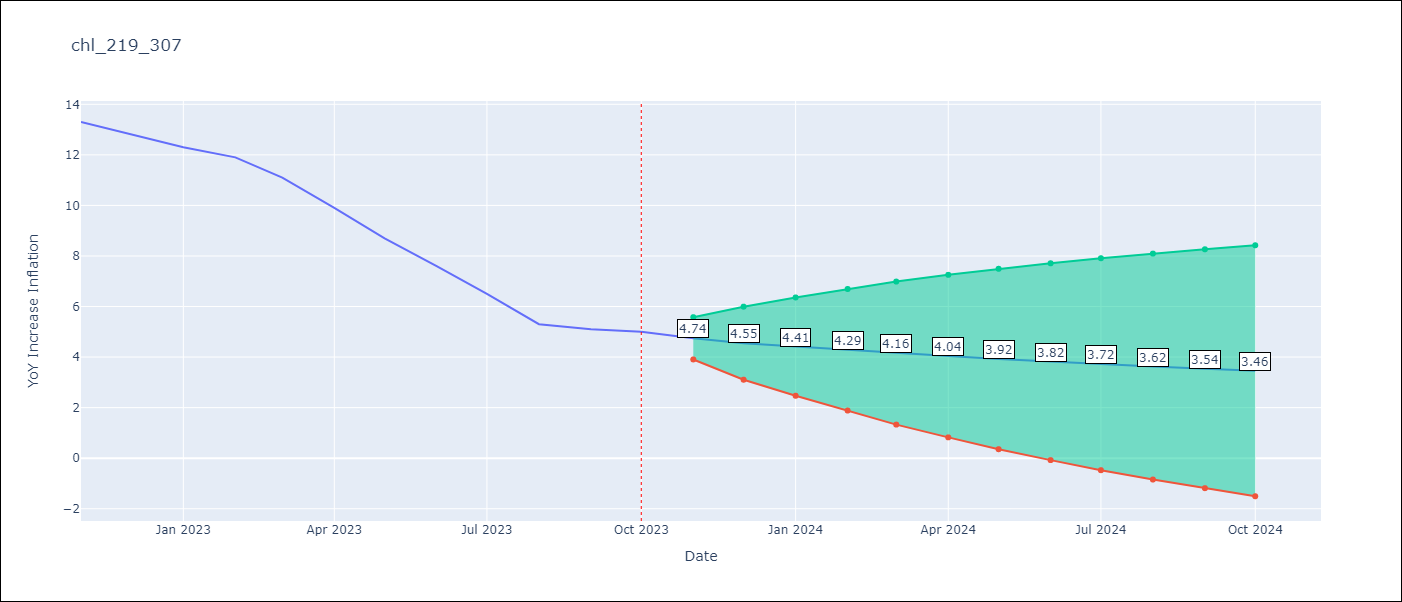 chl_219_307
YoY Increase Inflation
14
12
10
8
6
4
2
0
−2
4.74
4.55
4.41
4.29
4.16
4.04
3.92
3.82
3.72
3.62
3.54
3.46
Jan 2023
Apr 2023
Jul 2023
Oct 2023
Jan 2024
Apr 2024
Jul 2024
Oct 2024
Date